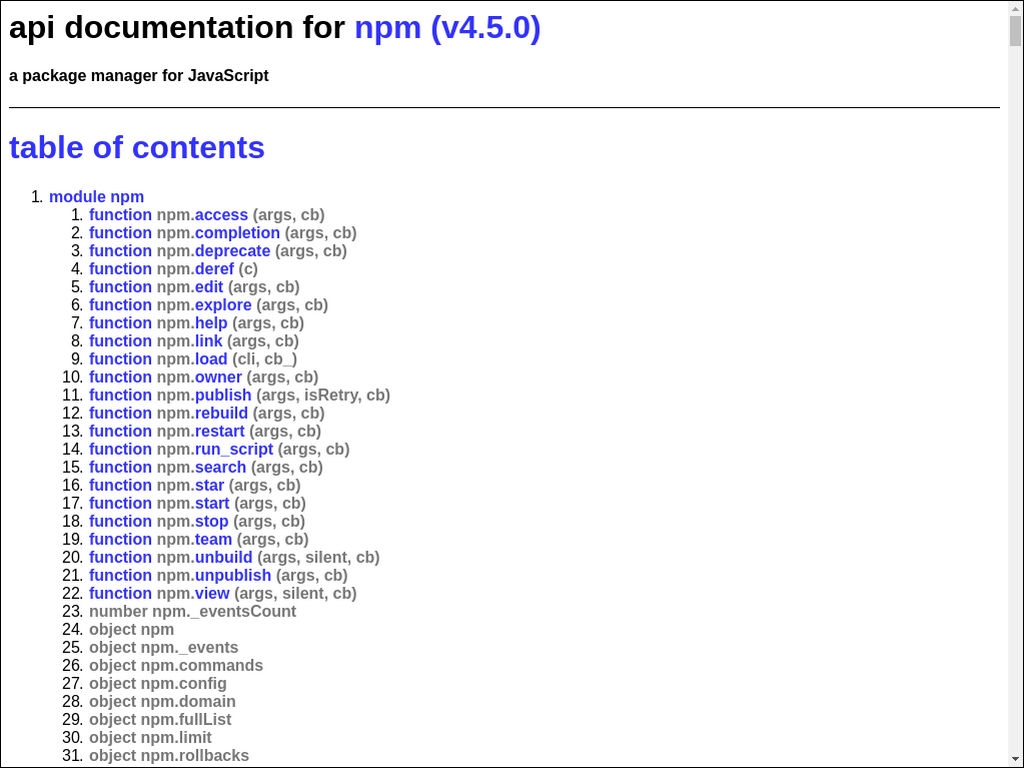 api documentation for npm (v4.5.0)
a package manager for JavaScript
table of contents
1. module npm
1. function npm.access (args, cb)
2. function npm.completion (args, cb)
3. function npm.deprecate (args, cb)
4. function npm.deref (c)
5. function npm.edit (args, cb)
6. function npm.explore (args, cb)
7. function npm.help (args, cb)
8. function npm.link (args, cb)
9. function npm.load (cli, cb_)
10. function npm.owner (args, cb)
11. function npm.publish (args, isRetry, cb)
12. function npm.rebuild (args, cb)
13. function npm.restart (args, cb)
14. function npm.run_script (args, cb)
15. function npm.search (args, cb)
16. function npm.star (args, cb)
17. function npm.start (args, cb)
18. function npm.stop (args, cb)
19. function npm.team (args, cb)
20. function npm.unbuild (args, silent, cb)
21. function npm.unpublish (args, cb)
22. function npm.view (args, silent, cb)
23. number npm._eventsCount
24. object npm
25. object npm._events
26. object npm.commands
27. object npm.config
28. object npm.domain
29. object npm.fullList
30. object npm.limit
31. object npm.rollbacks